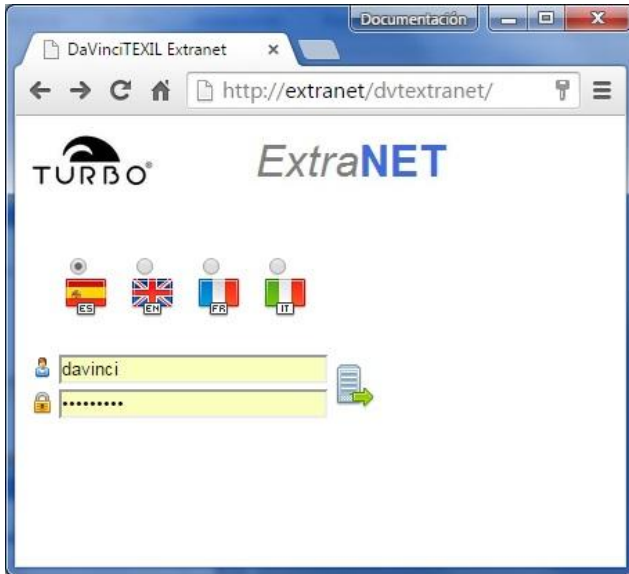 Documentación
DaVinciTEXIL Extranet
http://extranet/dvtextranet/
TURBO®
ExtraNET
ES EN FR IT
davinci
•••••••••